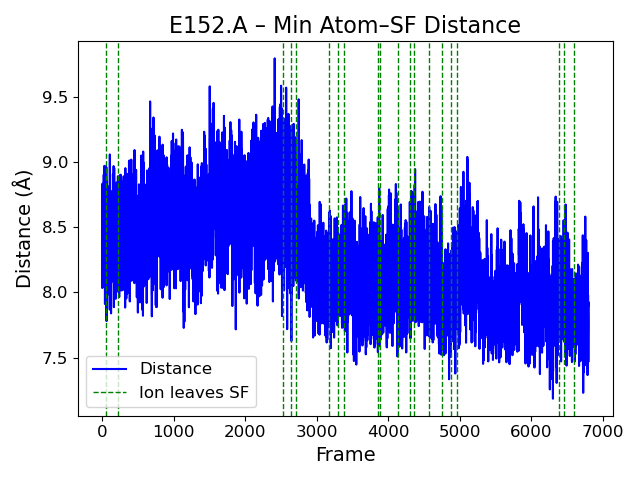 E152.A – Min Atom–SF Distance
Distance (Å)
9.5
9.0
8.5
8.0
7.5
Distance
Ion leaves SF
0
1000
2000
3000
4000
5000
6000
7000
Frame